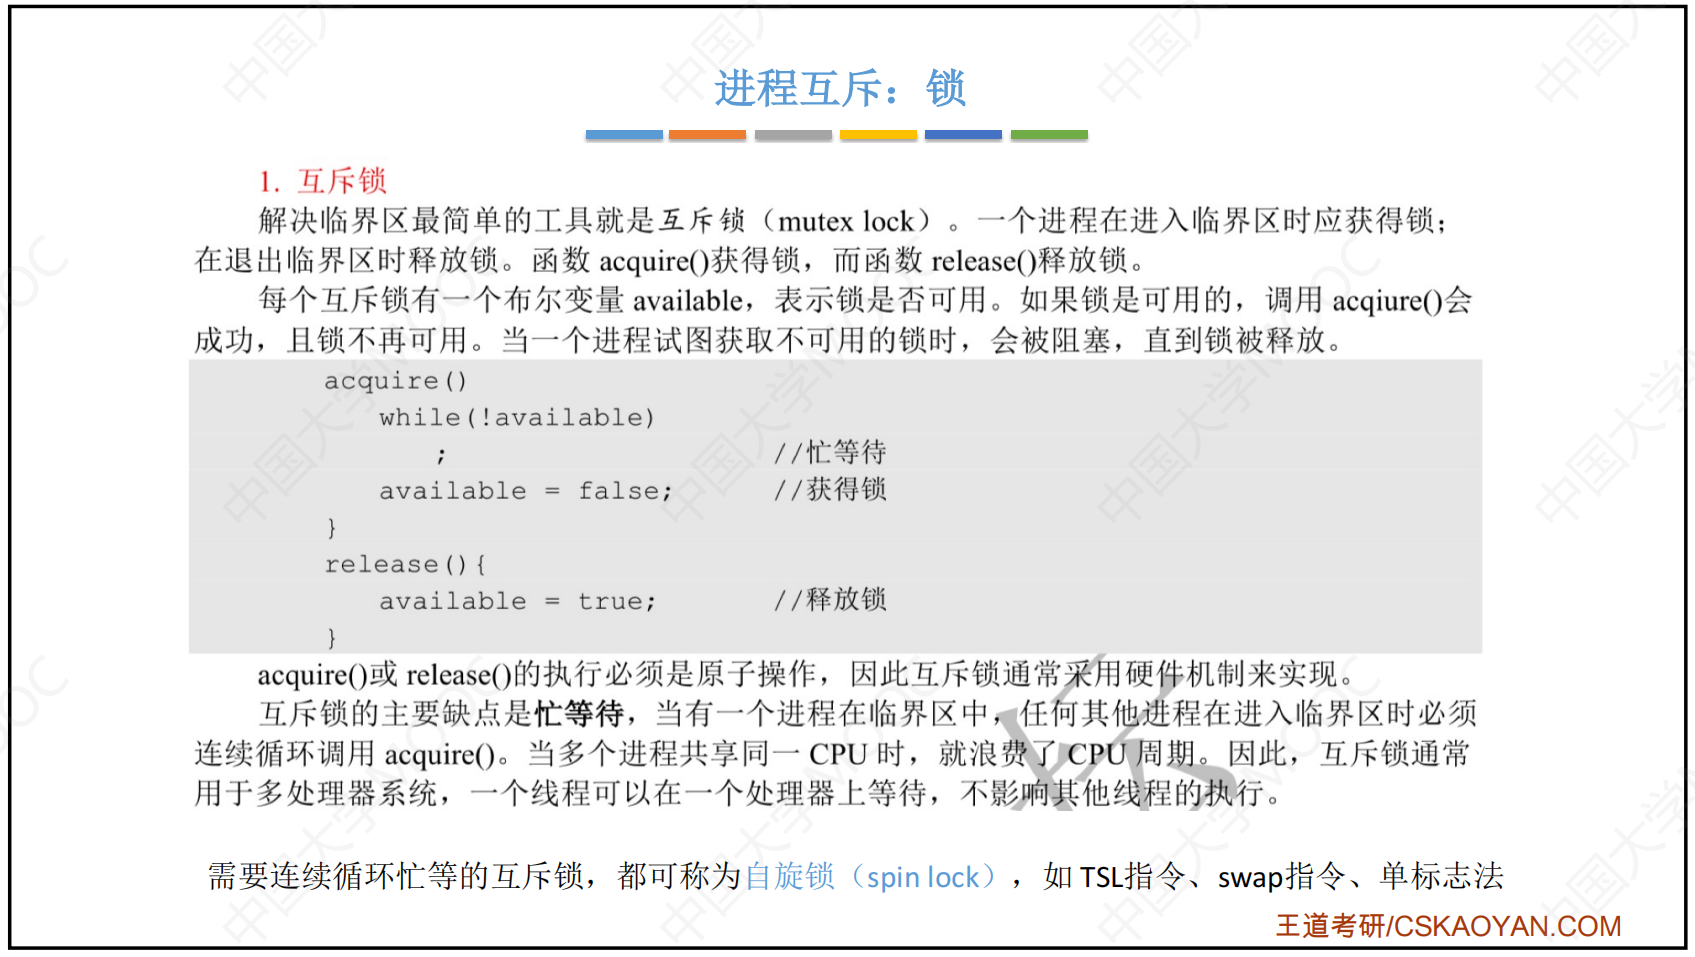 进程互斥：锁
1. 互斥锁
解决临界区最简单的工具就是互斥锁（mutex lock）。一个进程在进入临界区时应获得锁；
在退出临界区时释放锁。函数 acquire()获得锁，而函数 release()释放锁。
每个互斥锁有一个布尔变量 available，表示锁是否可用。如果锁是可用的，调用 acqiure()会
成功，且锁不再可用。当一个进程试图获取不可用的锁时，会被阻塞，直到锁被释放。
acquire()
while(!available)
; //忙等待
available = false; //获得锁
}
release(){
available = true; //释放锁
}
acquire()或 release()的执行必须是原子操作，因此互斥锁通常采用硬件机制来实现。
互斥锁的主要缺点是忙等待，当有一个进程在临界区中，任何其他进程在进入临界区时必须
连续循环调用 acquire()。当多个进程共享同一 CPU 时，就浪费了 CPU 周期。因此，互斥锁通常
用于多处理器系统，一个线程可以在一个处理器上等待，不影响其他线程的执行。
需要连续循环忙等的互斥锁，都可称为自旋锁（spin lock），如 TSL指令、swap指令、单标志法
王道考研/CSKAOYAN.COM
中国大学MOOC